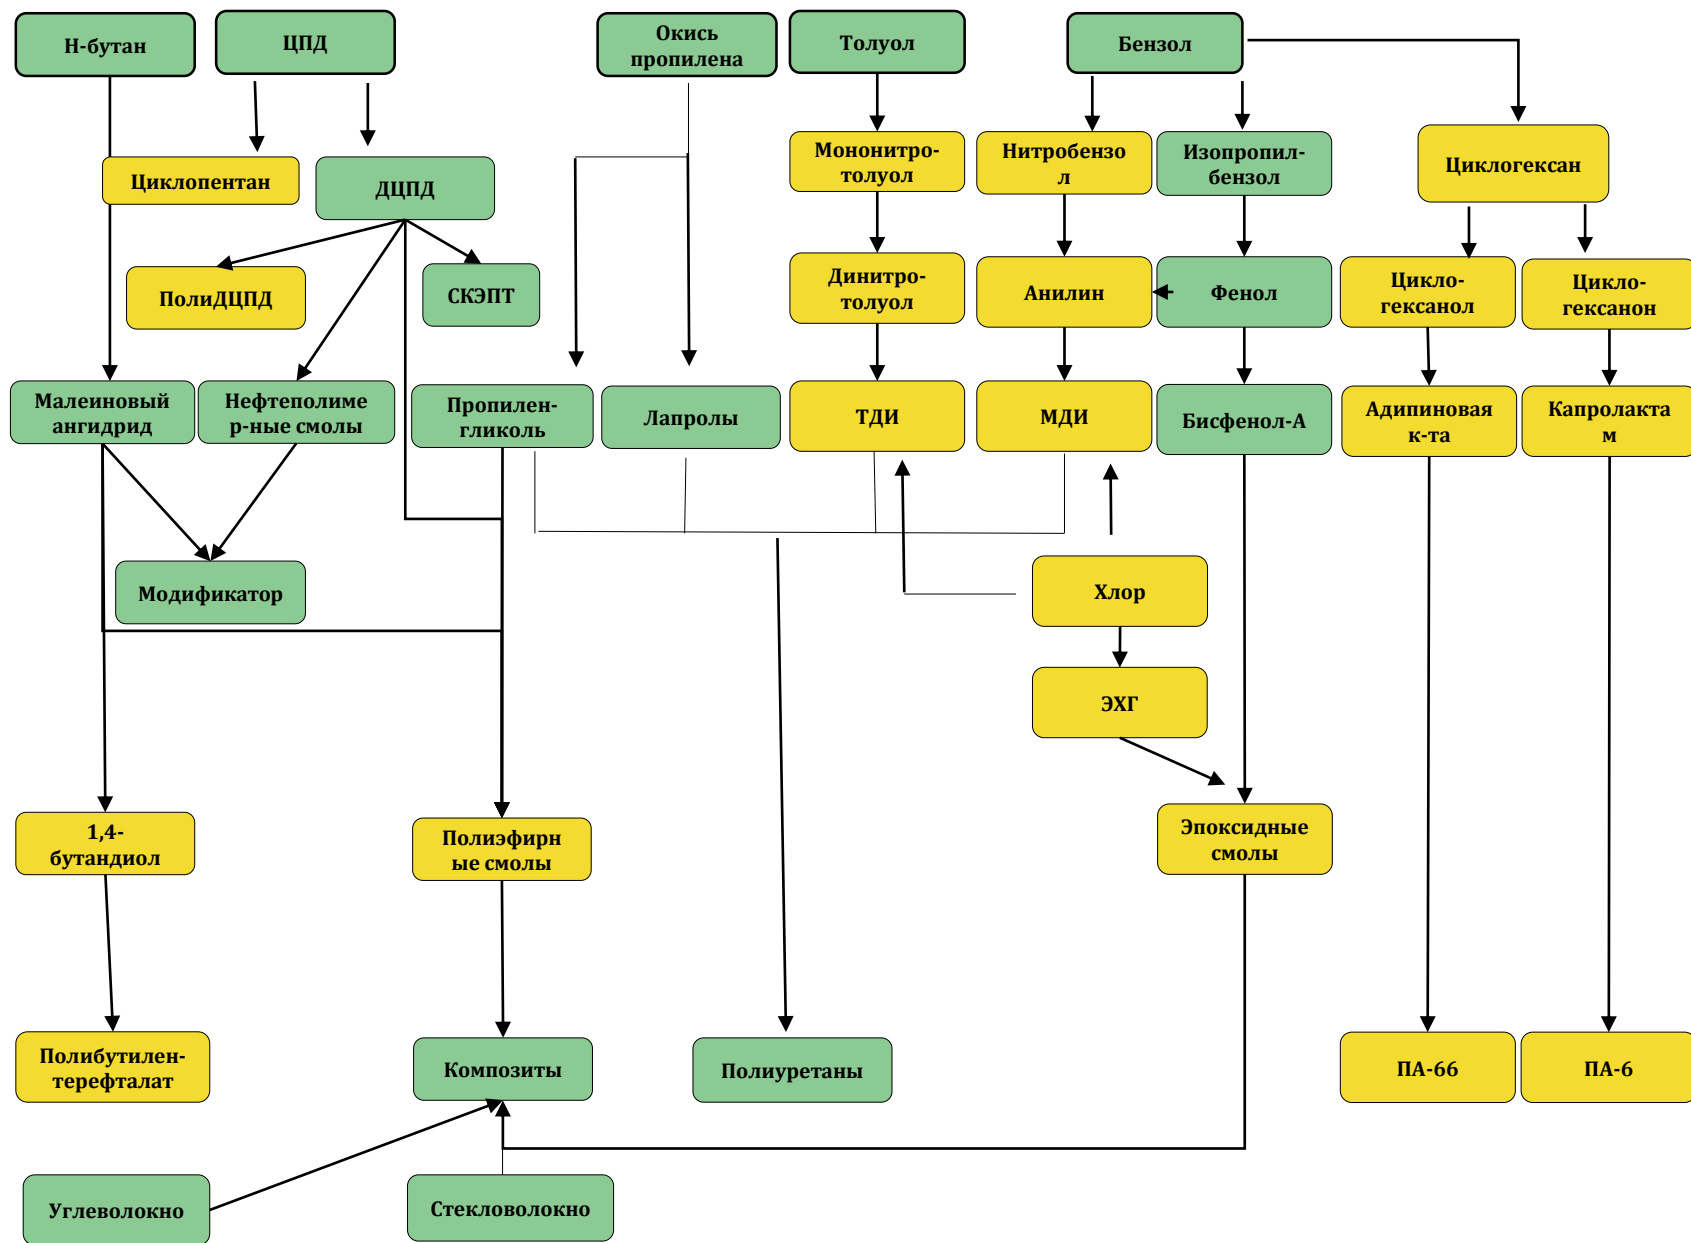 Н-бутан
ЦПД
Окись
пропилена
Толуол
Бензол
Циклопентан
ДЦПД
Мононитро-
толуол
Нитробензо
л
Изопропил-
бензол
Циклогексан
ПолиДЦПД
СКЭПТ
Динитро-
толуол
Анилин
Фенол
Цикло-
гексанол
Цикло-
гексанон
Малеиновый
ангидрид
Нефтеполиме
р-ные смолы
Пропилен-
гликоль
Лапролы
ТДИ
МДИ
Бисфенол-А
Адипиновая
к-та
Капролакта
м
Модификатор
Хлор
ЭХГ
1,4-
бутандиол
Полиэфирн
ые смолы
Эпоксидные
смолы
Полибутилен-
терефталат
Композиты
Полиуретаны
ПА-66
ПА-6
Углеволокно
Стекловолокно